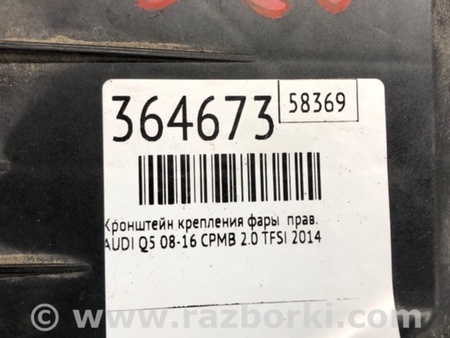 364673
58369
Кронштейн крепления фары прав.
AUDI Q5 08-16 CPMB 2.0 TFSI 2014
© www.razborki.com